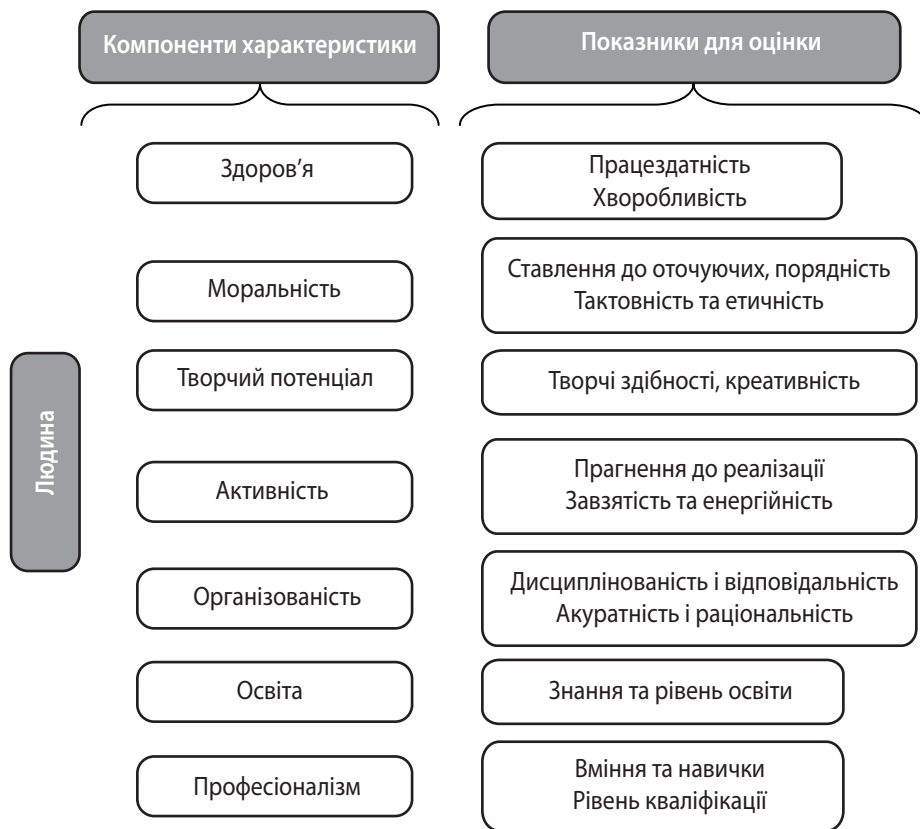 Компоненти характеристики
Показники для оцінки
Людина
Здоров’я
Працездатність
Хворобливість
Моральність
Ставлення до оточуючих, порядність
Тактовність та етичність
Творчий потенціал
Творчі здібності, креативність
Активність
Прагнення до реалізації
Завзятість та енергійність
Організованість
Дисциплінованість і відповідальність
Акуратність і раціональність
Освіта
Знання та рівень освіти
Професіоналізм
Вміння та навички
Рівень кваліфікації